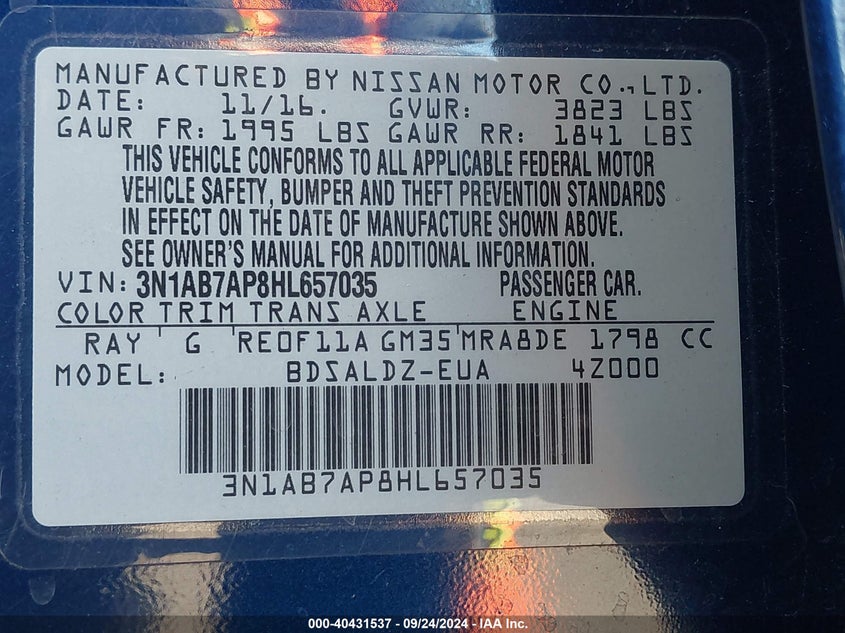 MANUFACTURED BY NISSAN MOTOR CO., LTD.
DATE: 11/16. GVWR: 3823 LBS
GAWR FR: 1995 LBS GAWR RR: 1841 LBS
THIS VEHICLE CONFORMS TO ALL APPLICABLE FEDERAL MOTOR
VEHICLE SAFETY, BUMPER AND THEFT PREVENTION STANDARDS
IN EFFECT ON THE DATE OF MANUFACTURE SHOWN ABOVE.
SEE OWNER'S MANUAL FOR ADDITIONAL INFORMATION.
VIN: 3N1AB7AP8HL657035 PASSENGER CAR.
COLOR TRIM TRANS AXLE ENGINE
RAY G RE0F11A GM35 MRA8DE 1798 CC
MODEL: BDSALDZ-EUA 4Z000
3N1AB7AP8HL657035
000-40431537 - 09/24/2024 - IAA Inc.